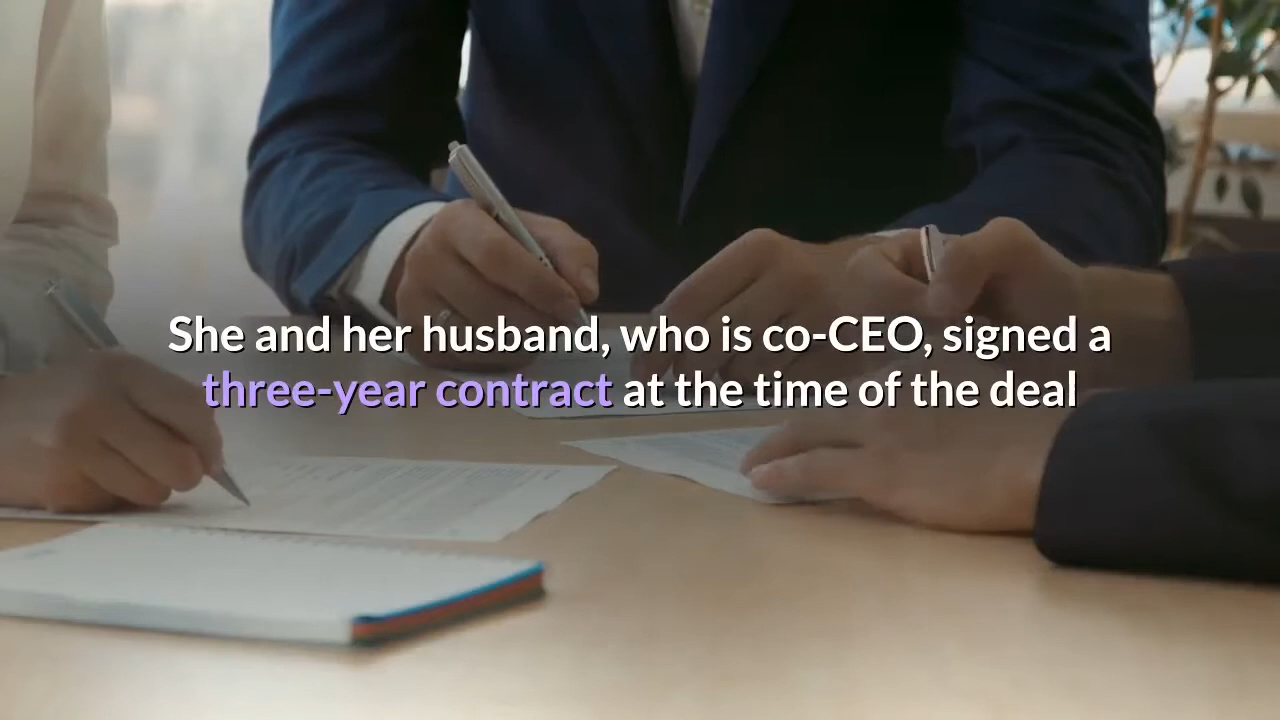 She and her husband, who is co-CEO, signed a
three-year contract at the time of the deal